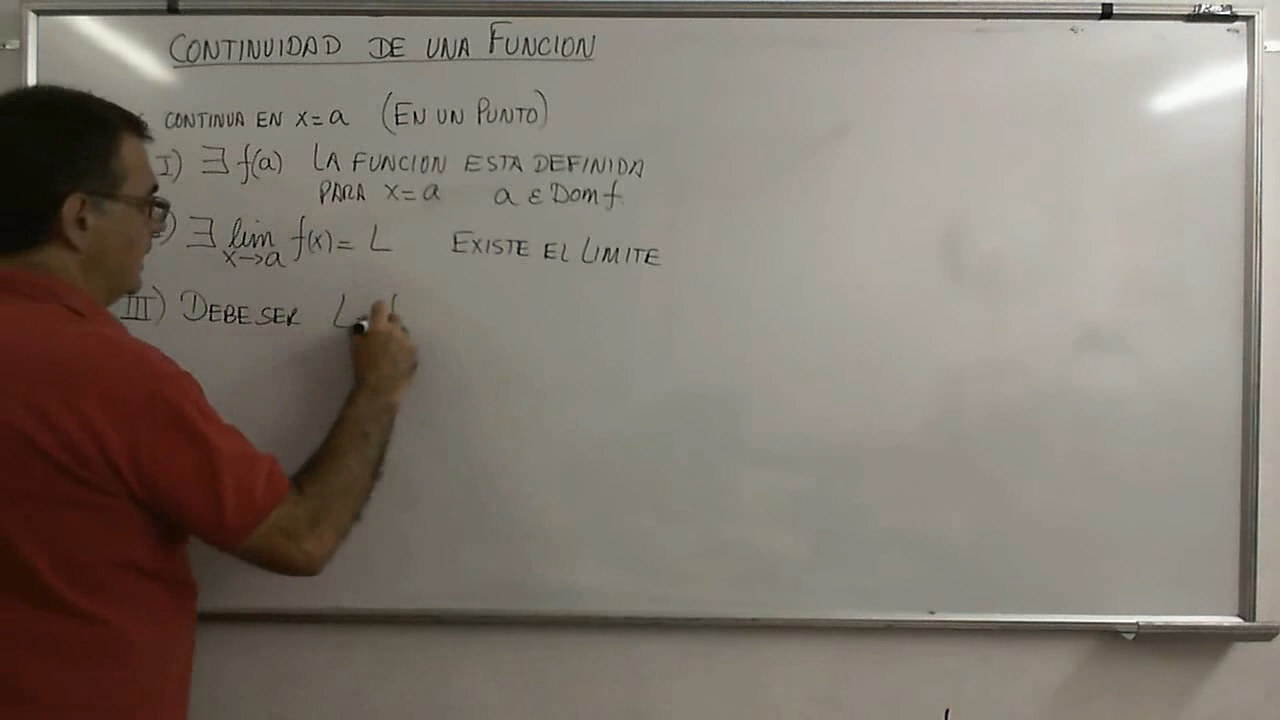 CONTINUIDAD DE UNA FUNCION
CONTINUA EN x=a (EN UN PUNTO)
I) ∃ f(a) LA FUNCION ESTA DEFINIDA
PARA x=a a ε Dom f.
) ∃ lim f(x)= L EXISTE EL LIMITE
x→a
III) DEBE SER L